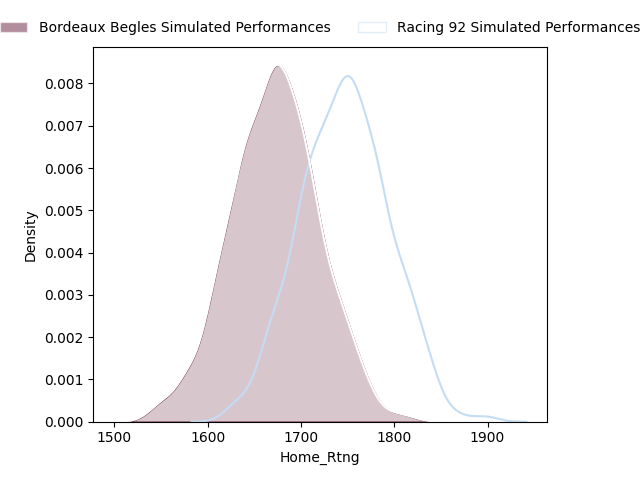 Bordeaux Begles Simulated Performances
Racing 92 Simulated Performances
0.008
0.007
0.006
0.005
0.004
0.003
0.002
0.001
0.000
Density
1500 1600 1700 1800 1900
Home_Rtng